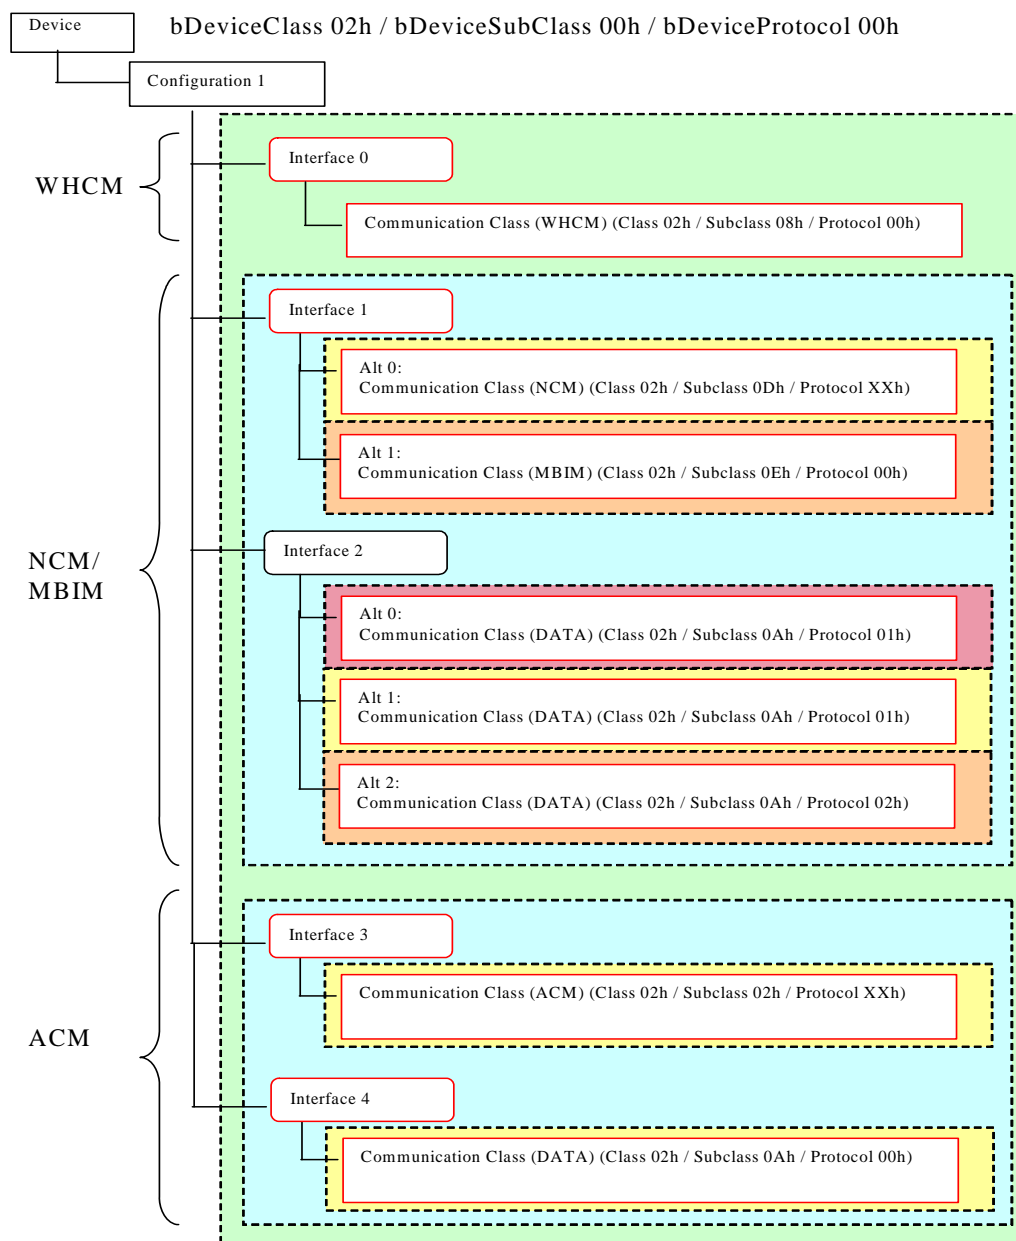 Device
bDeviceClass 02h / bDeviceSubClass 00h / bDeviceProtocol 00h
Configuration 1
WHCM
Interface 0
Communication Class (WHCM) (Class 02h / Subclass 08h / Protocol 00h)
NCM/
MBIM
Interface 1
Alt 0:
Communication Class (NCM) (Class 02h / Subclass 0Dh / Protocol XXh)
Alt 1:
Communication Class (MBIM) (Class 02h / Subclass 0Eh / Protocol 00h)
Interface 2
Alt 0:
Communication Class (DATA) (Class 02h / Subclass 0Ah / Protocol 01h)
Alt 1:
Communication Class (DATA) (Class 02h / Subclass 0Ah / Protocol 01h)
Alt 2:
Communication Class (DATA) (Class 02h / Subclass 0Ah / Protocol 02h)
ACM
Interface 3
Communication Class (ACM) (Class 02h / Subclass 02h / Protocol XXh)
Interface 4
Communication Class (DATA) (Class 02h / Subclass 0Ah / Protocol 00h)